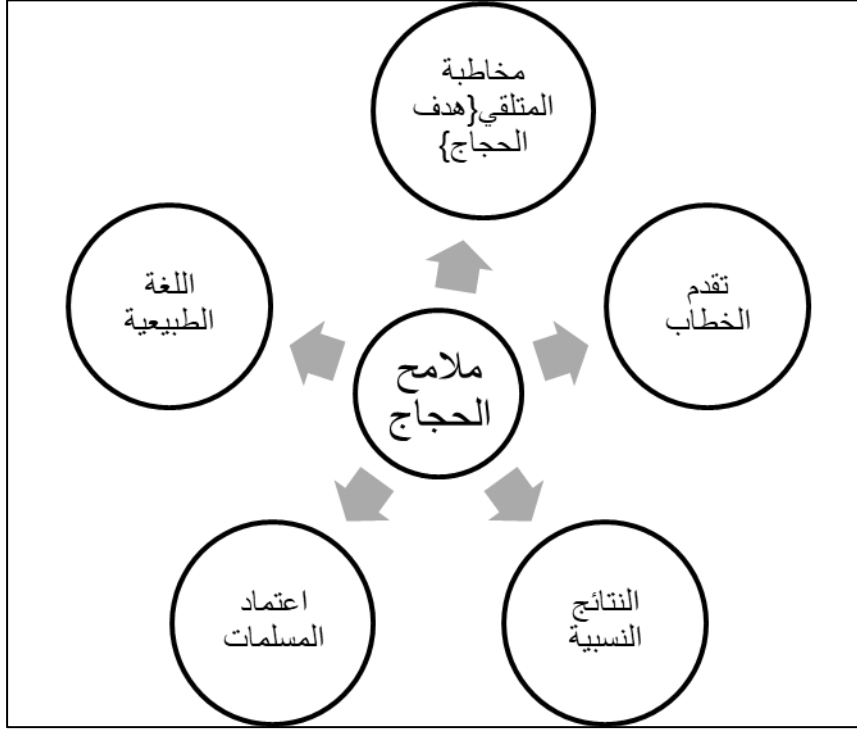 مخاطبة
المتلقي{هدف
الحجاج}
تقدم
الخطاب
اللغة
الطبيعية
ملامح
الحجاج
النتائج
النسبية
اعتماد
المسلمات